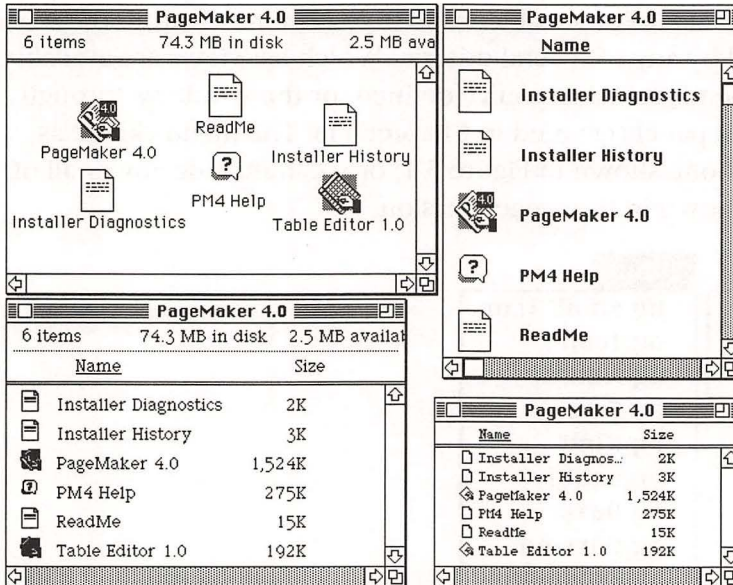 PageMaker 4.0
6 items 74.3 MB in disk 2.5 MB ava
4.0
PageMaker 4.0
ReadMe
Installer History
Installer Diagnostics
PM4 Help
Table Editor 1.0
PageMaker 4.0
Name
Installer Diagnostics
Installer History
4.0
PageMaker 4.0
PM4 Help
ReadMe
PageMaker 4.0
6 items 74.3 MB in disk 2.5 MB availab
Name Size
Installer Diagnostics 2K
Installer History 3K
PageMaker 4.0 1,524K
PM4 Help 275K
ReadMe 15K
Table Editor 1.0 192K
PageMaker 4.0
Name Size
Installer Diagnos... 2K
Installer History 3K
PageMaker 4.0 1,524K
PM4 Help 275K
ReadMe 15K
Table Editor 1.0 192K